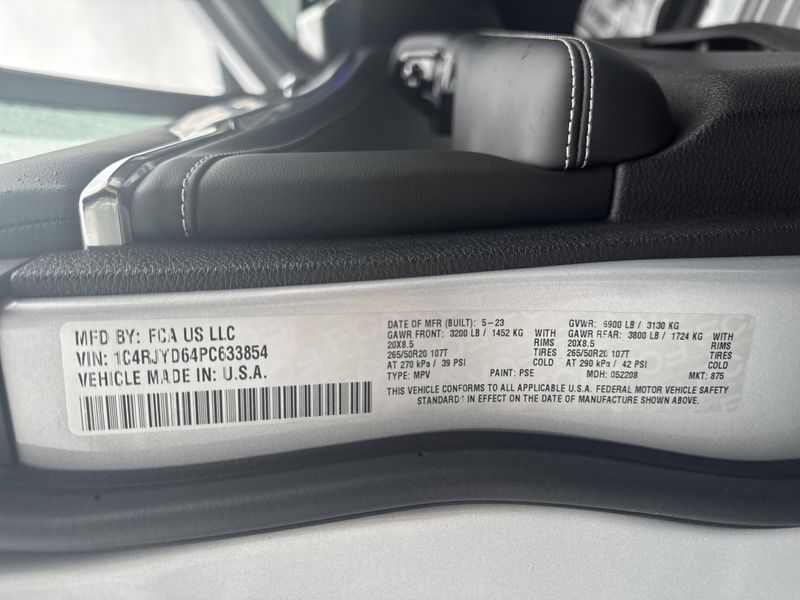 MFD BY: FCA US LLC
VIN: 1C4RJYD64PC633854
VEHICLE MADE IN: U.S.A.
DATE OF MFR (BUILT): 5-23
GAWR FRONT: 3200 LB / 1452 KG WITH
20X8.5 RIMS
265/50R20 107T TIRES
AT 270 kPa / 39 PSI COLD
TYPE: MPV PAINT: PSE
GVWR: 6900 LB / 3130 KG
GAWR REAR: 3800 LB / 1724 KG WITH
20X8.5 RIMS
265/50R20 107T TIRES
AT 290 kPa / 42 PSI COLD
MDH: 052208 MKT: 875
THIS VEHICLE CONFORMS TO ALL APPLICABLE U.S.A. FEDERAL MOTOR VEHICLE SAFETY
STANDARD IN EFFECT ON THE DATE OF MANUFACTURE SHOWN ABOVE.